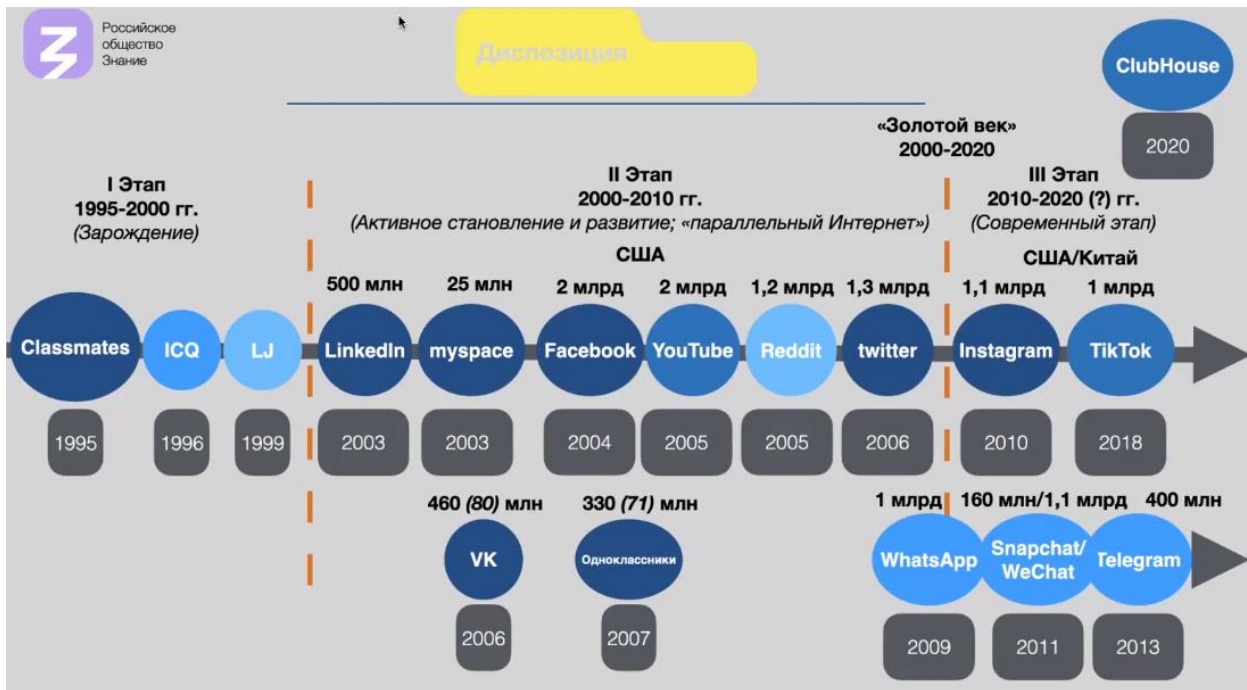 Российское
общество
Знание
Диспозиция
ClubHouse
2020
«Золотой век»
2000-2020
I Этап
1995-2000 гг.
(Зарождение)
II Этап
2000-2010 гг.
(Активное становление и развитие; «параллельный Интернет»)
США
III Этап
2010-2020 (?) гг.
(Современный этап)
США/Китай
500 млн 25 млн 2 млрд 2 млрд 1,2 млрд 1,3 млрд 1,1 млрд 1 млрд
Classmates ICQ LJ LinkedIn myspace Facebook YouTube Reddit twitter Instagram TikTok
1995 1996 1999 2003 2003 2004 2005 2005 2006 2010 2018
460 (80) млн 330 (71) млн 1 млрд 160 млн/1,1 млрд 400 млн
VK Одноклассники WhatsApp Snapchat/
WeChat Telegram
2006 2007 2009 2011 2013